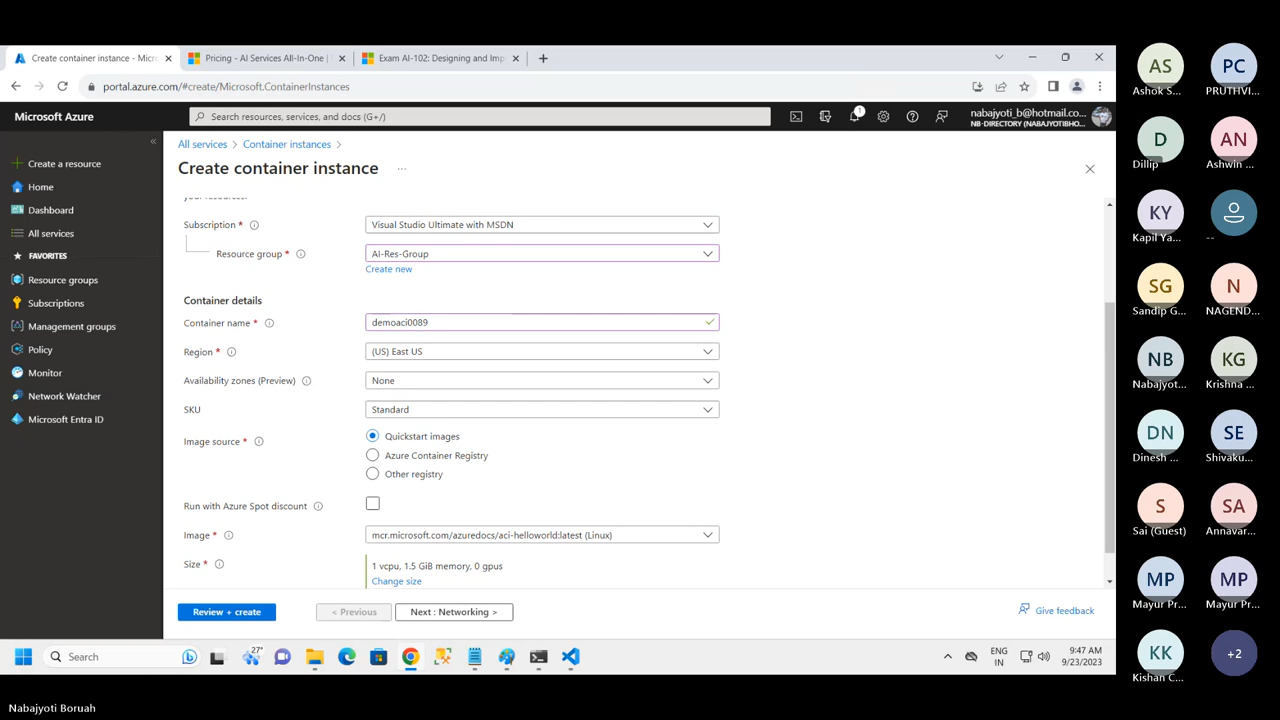 Create container instance - Micr
Pricing - AI Services All-In-One |
Exam AI-102: Designing and Imp
portal.azure.com/#create/Microsoft.ContainerInstances
Microsoft Azure
Search resources, services, and docs (G+/)
1
nabajyoti_b@hotmail.co...
NB-DIRECTORY (NABAJYOTIBHO...
Create a resource
Home
Dashboard
All services
FAVORITES
Resource groups
Subscriptions
Management groups
Policy
Monitor
Network Watcher
Microsoft Entra ID
All services > Container instances >
Create container instance ...
your resources.
Subscription *
Visual Studio Ultimate with MSDN
Resource group *
AI-Res-Group
Create new
Container details
Container name *
demoaci0089
Region *
(US) East US
Availability zones (Preview)
None
SKU
Standard
Image source *
Quickstart images
Azure Container Registry
Other registry
Run with Azure Spot discount
Image *
mcr.microsoft.com/azuredocs/aci-helloworld:latest (Linux)
Size *
1 vcpu, 1.5 GiB memory, 0 gpus
Change size
Review + create
< Previous
Next : Networking >
Give feedback
Search
27°
ENG
IN
9:47 AM
9/23/2023
AS
Ashok S...
PC
PRUTHVI...
D
Dillip
AN
Ashwin ...
KY
Kapil Ya...
--
SG
Sandip G...
N
NAGEND...
NB
Nabajyot...
KG
Krishna ...
DN
Dinesh ...
SE
Shivaku...
S
Sai (Guest)
SA
Annavar...
MP
Mayur Pr...
MP
Mayur Pr...
KK
Kishan C...
+2
Nabajyoti Boruah